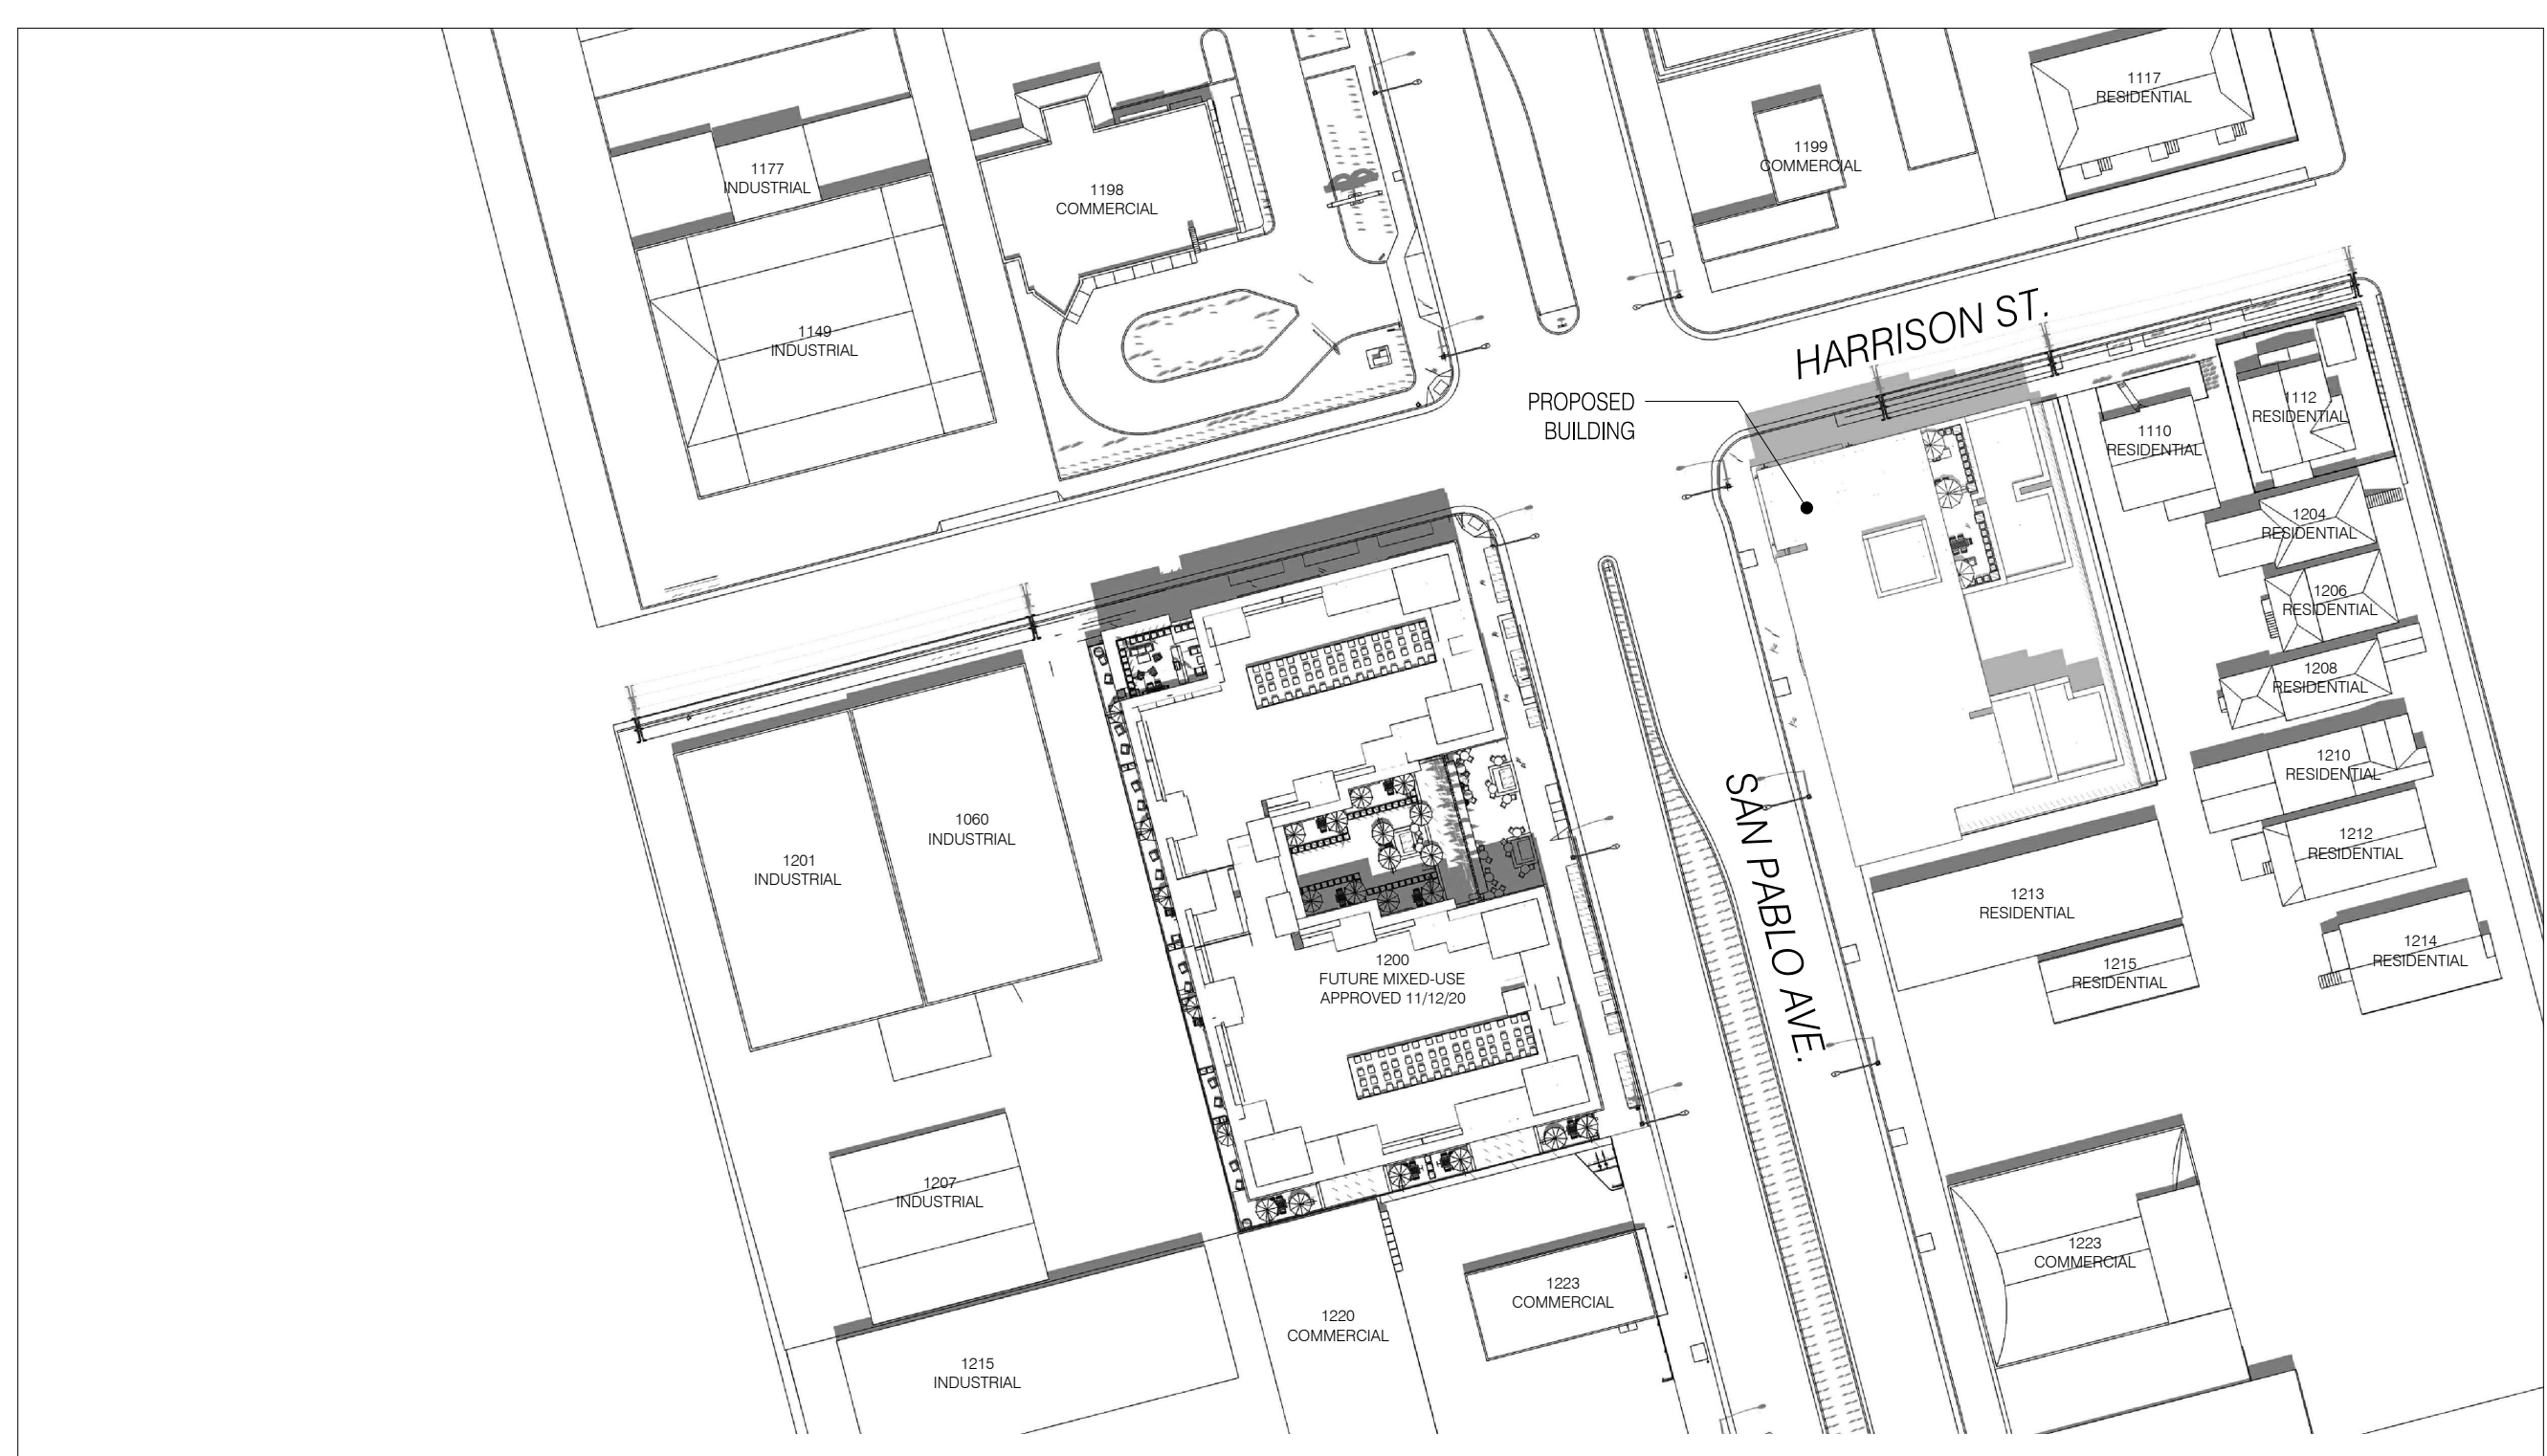 1117
RESIDENTIAL
1177
INDUSTRIAL
1198
COMMERCIAL
1199
COMMERCIAL
1149
INDUSTRIAL
HARRISON ST.
PROPOSED
BUILDING
1112
RESIDENTIAL
1110
RESIDENTIAL
1204
RESIDENTIAL
1206
RESIDENTIAL
1208
RESIDENTIAL
1210
RESIDENTIAL
1060
INDUSTRIAL
1201
INDUSTRIAL
SAN PABLO AVE.
1212
RESIDENTIAL
1213
RESIDENTIAL
1214
RESIDENTIAL
1215
RESIDENTIAL
1200
FUTURE MIXED-USE
APPROVED 11/12/20
1207
INDUSTRIAL
1223
COMMERCIAL
1223
COMMERCIAL
1220
COMMERCIAL
1215
INDUSTRIAL